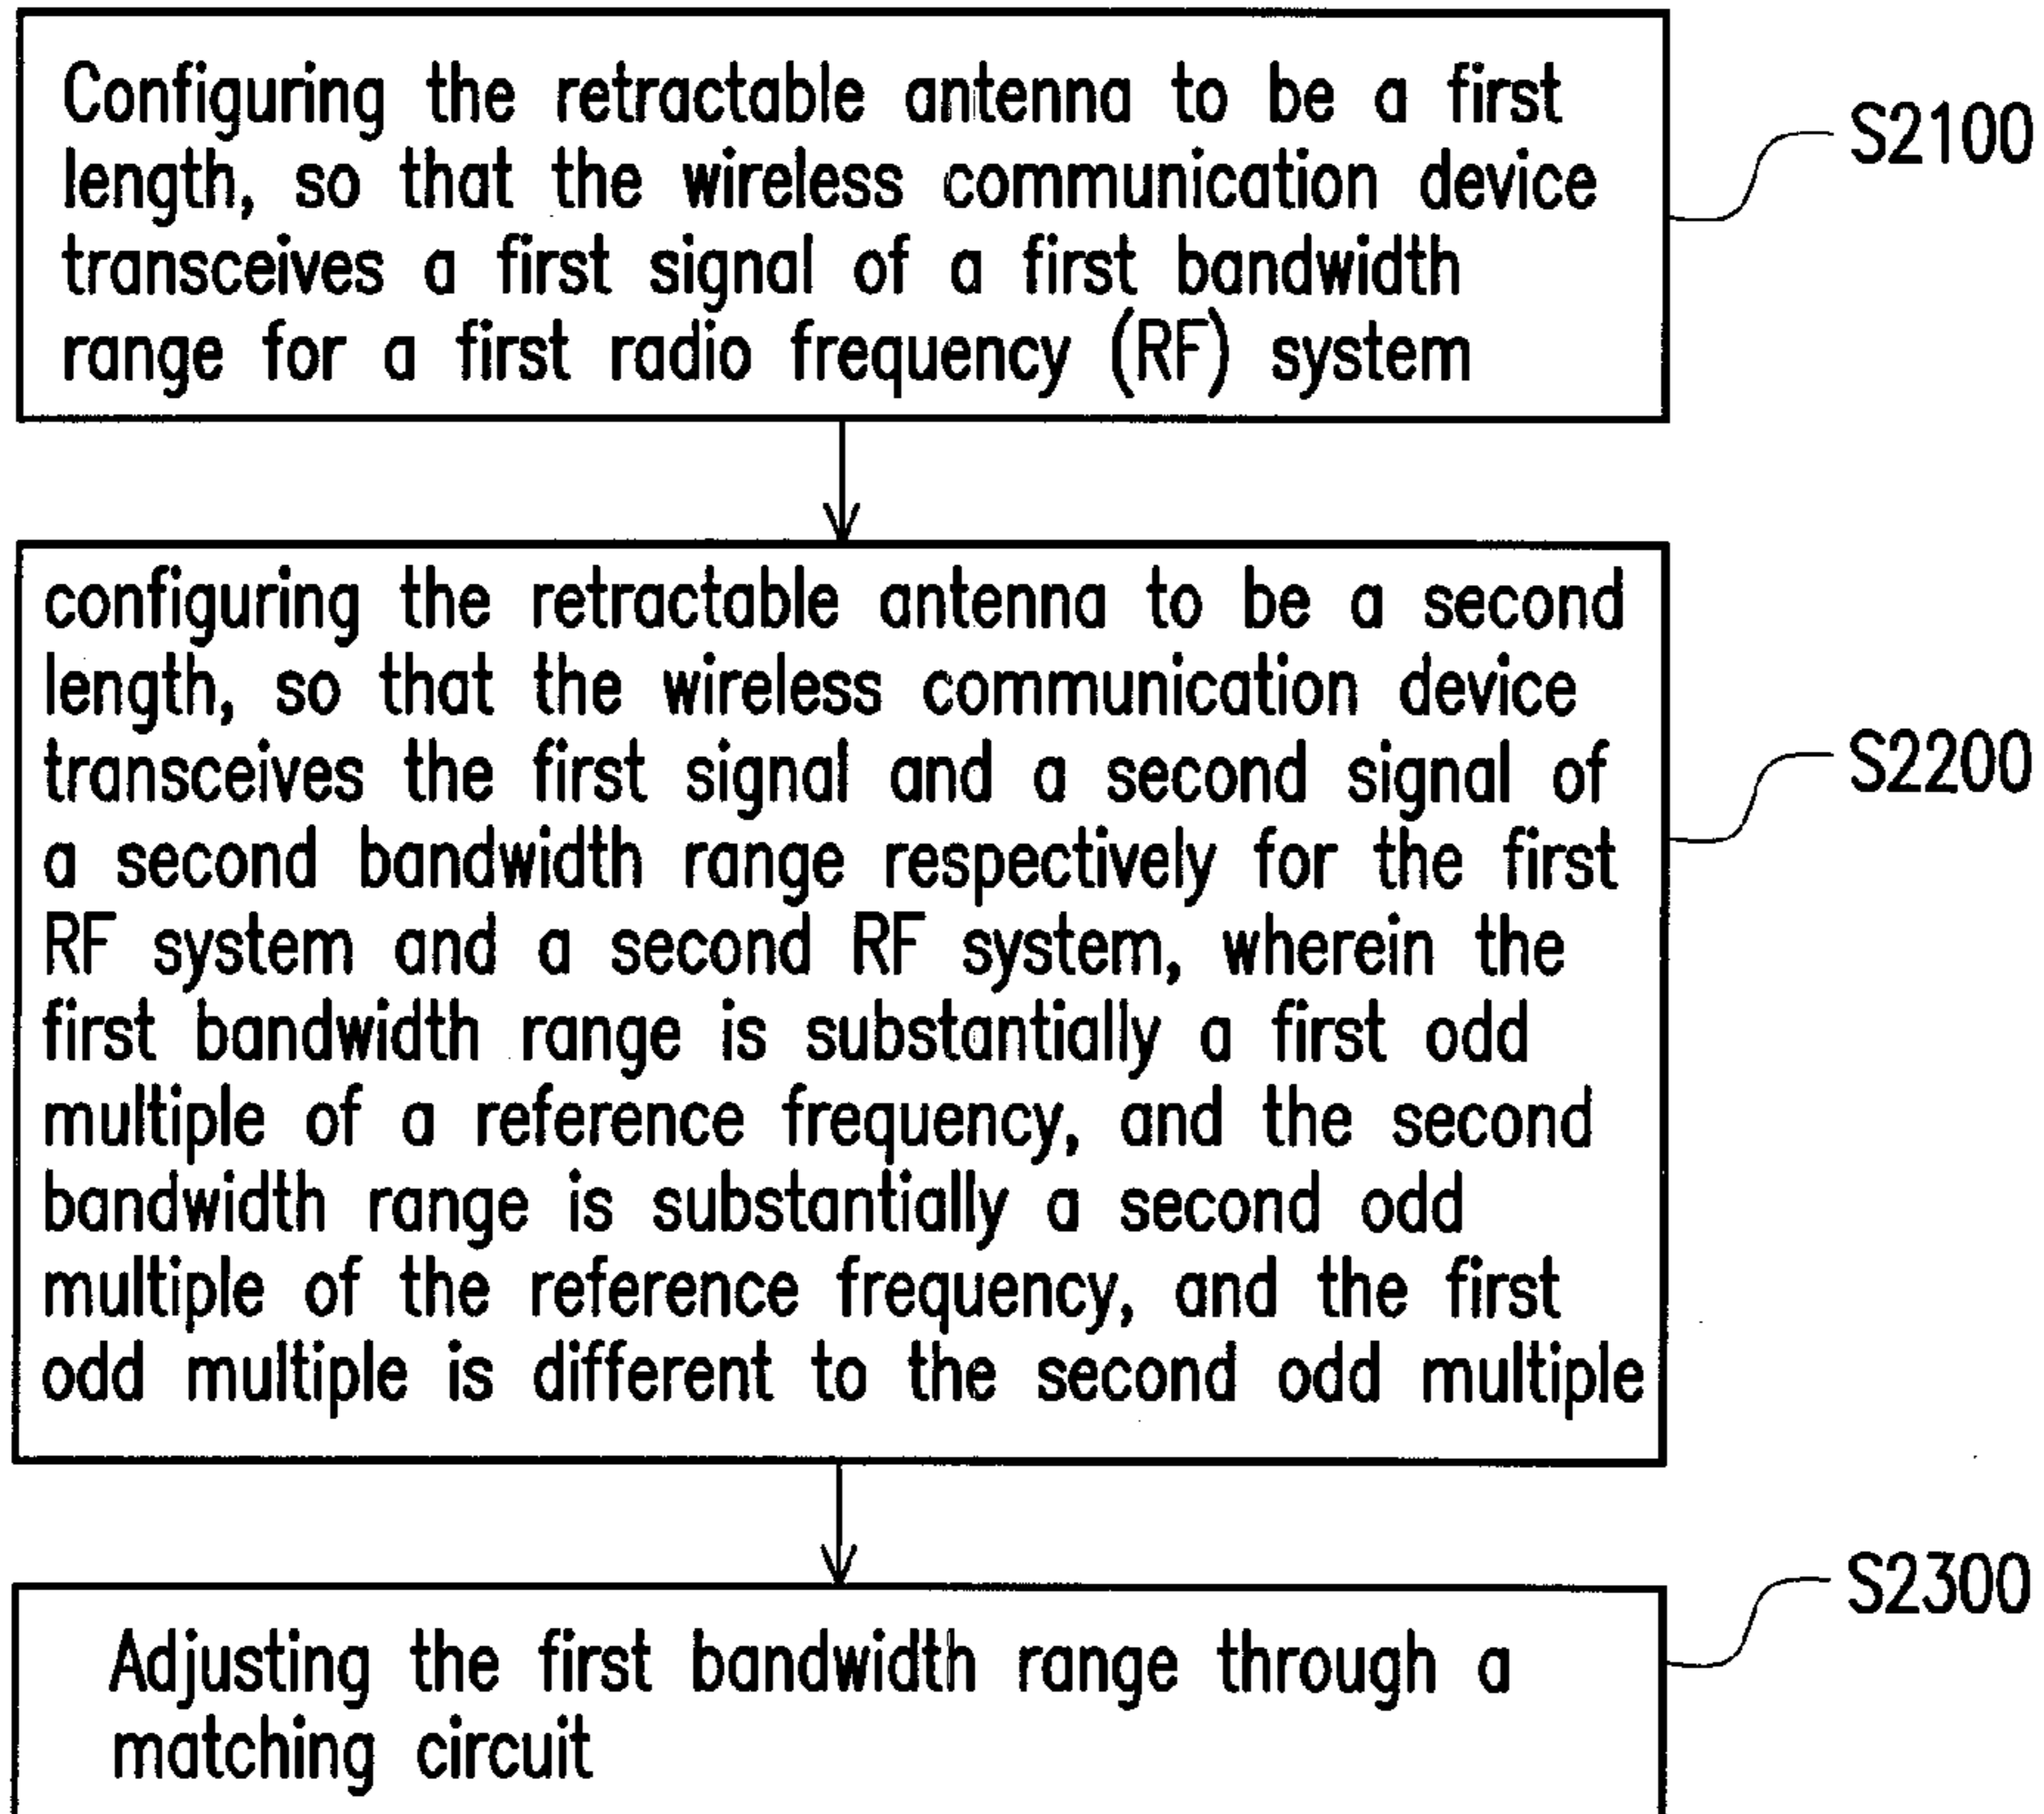 Configuring the retractable antenna to be a first
length, so that the wireless communication device
transceives a first signal of a first bandwidth
range for a first radio frequency (RF) system
S2100
configuring the retractable antenna to be a second
length, so that the wireless communication device
transceives the first signal and a second signal of
a second bandwidth range respectively for the first
RF system and a second RF system, wherein the
first bandwidth range is substantially a first odd
multiple of a reference frequency, and the second
bandwidth range is substantially a second odd
multiple of the reference frequency, and the first
odd multiple is different to the second odd multiple
S2200
Adjusting the first bandwidth range through a
matching circuit
S2300